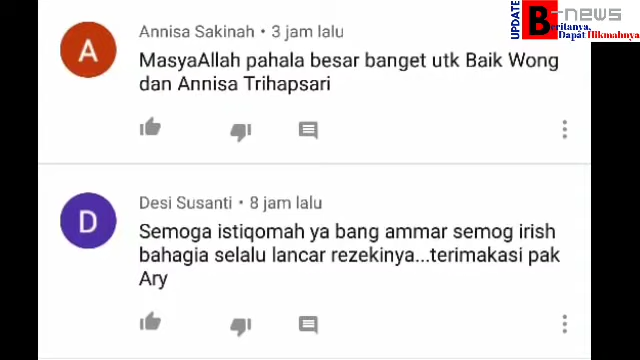 UPDATE
B-news
Beritanya,
Dapat Hikmahnya
A
Annisa Sakinah • 3 jam lalu
MasyaAllah pahala besar banget utk Baik Wong
dan Annisa Trihapsari
D
Desi Susanti • 8 jam lalu
Semoga istiqomah ya bang ammar semog irish
bahagia selalu lancar rezekinya...terimakasi pak
Ary